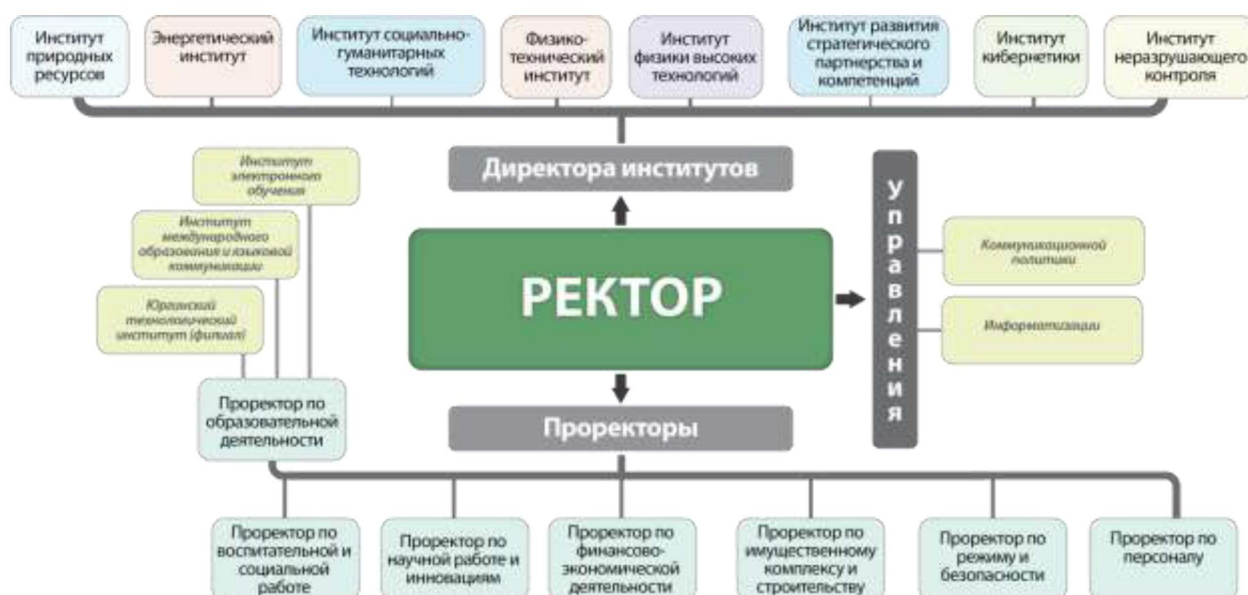 Институт
природных
ресурсов
Энергетический
институт
Институт социально-
гуманитарных
технологий
Физико-
технический
институт
Институт
физики высоких
технологий
Институт развития
стратегического
партнерства и
компетенций
Институт
кибернетики
Институт
неразрушающего
контроля
Директора институтов
Институт
электронного
обучения
Институт
международного
образования и языковой
коммуникации
Юргинский
технологический
институт (филиал)
РЕКТОР
Управления
Коммуникационной
политики
Информатизации
Проректор по
образовательной
деятельности
Проректоры
Проректор по
воспитательной и
социальной
работе
Проректор по
научной работе и
инновациям
Проректор по
финансово-
экономической
деятельности
Проректор по
имущественному
комплексу и
строительству
Проректор по
режиму и
безопасности
Проректор по
персоналу